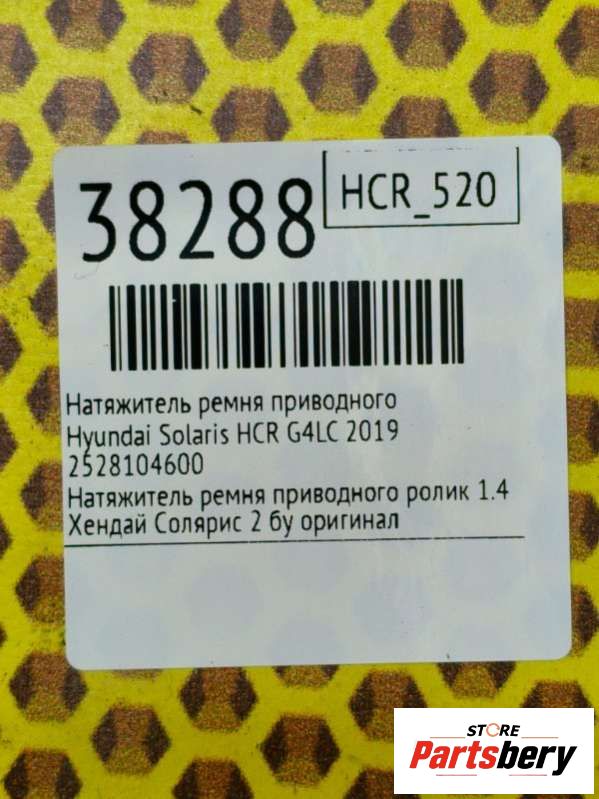 38288
HCR_520
Натяжитель ремня приводного
Hyundai Solaris HCR G4LC 2019
2528104600
Натяжитель ремня приводного ролик 1.4
Хендай Солярис 2 бу оригинал
STORE
Partsbery